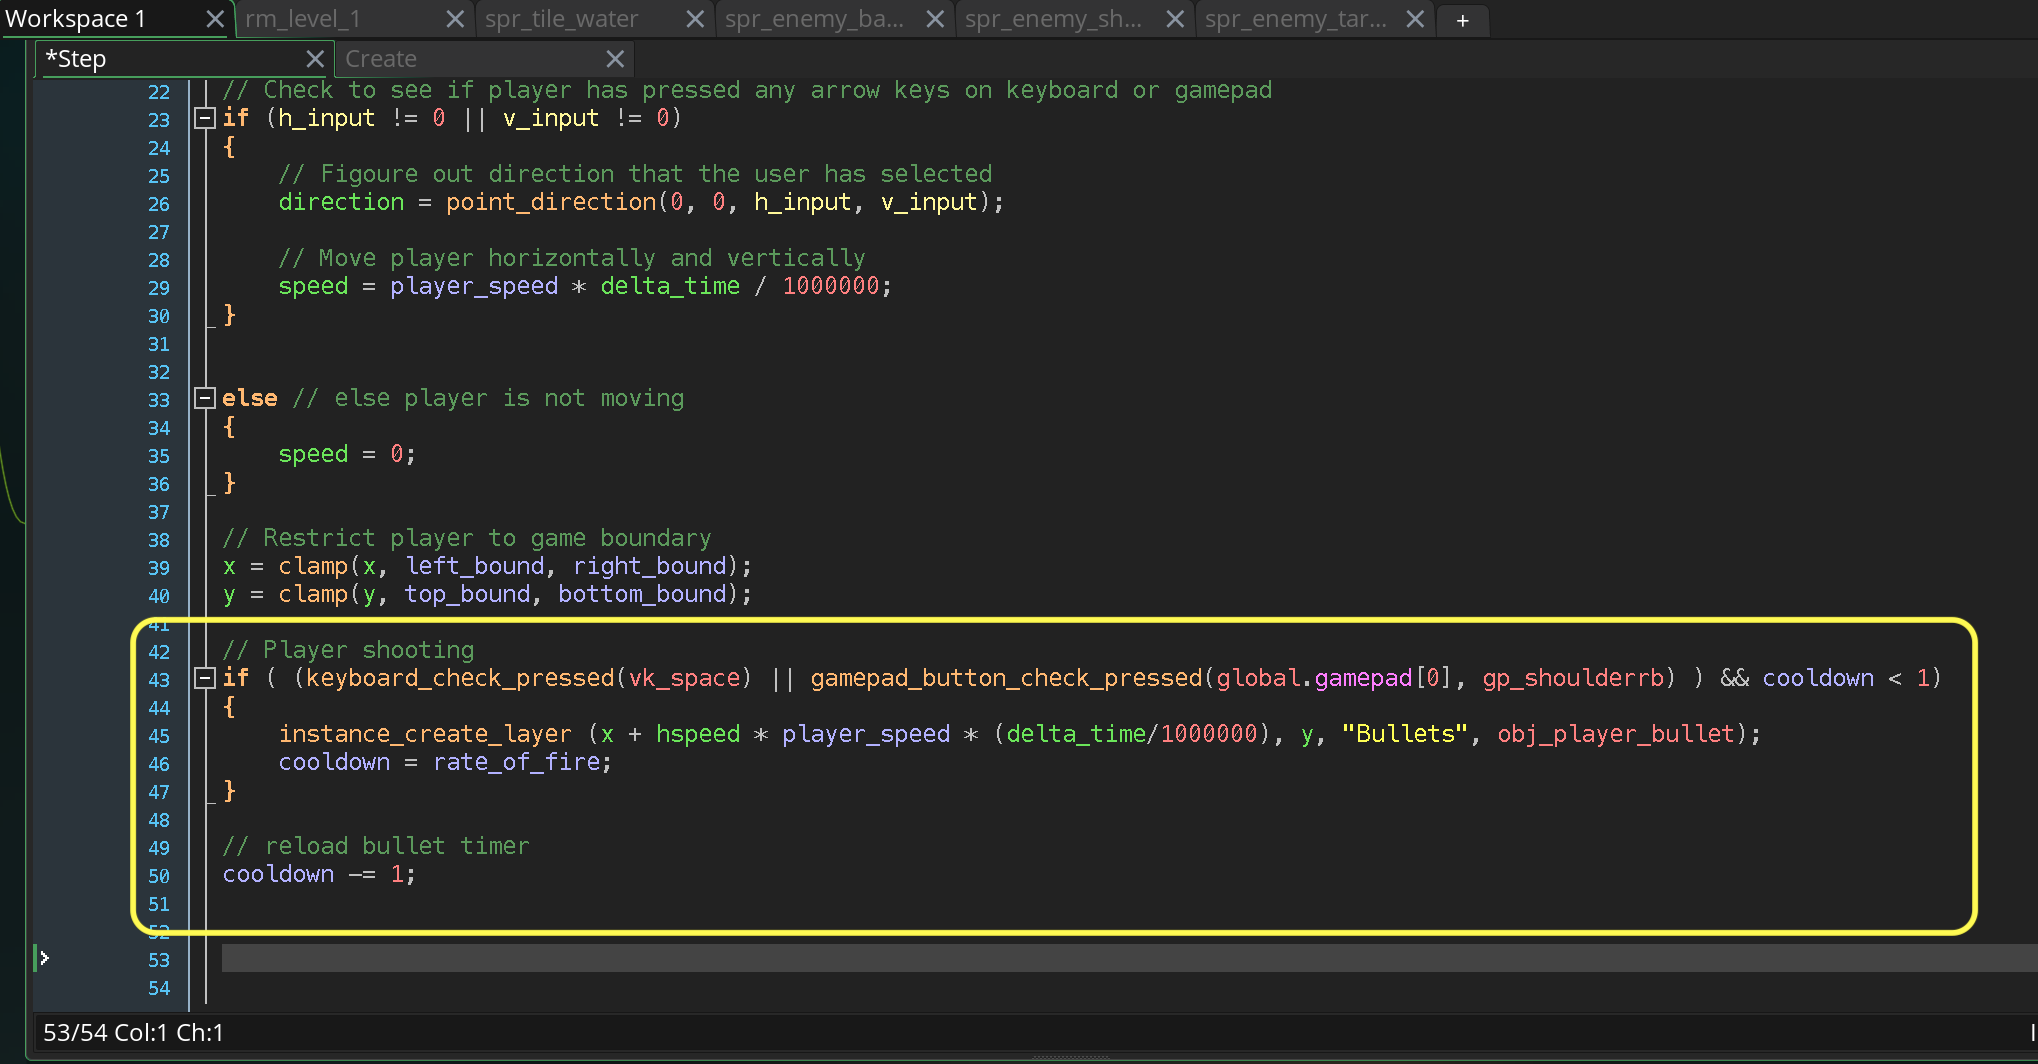 Workspace 1 rm_level_1 spr_tile_water spr_enemy_ba... spr_enemy_sh... spr_enemy_tar... +
*Step Create
22 // Check to see if player has pressed any arrow keys on keyboard or gamepad
23 if (h_input != 0 || v_input != 0)
24 {
25 // Figoure out direction that the user has selected
26 direction = point_direction(0, 0, h_input, v_input);
27
28 // Move player horizontally and vertically
29 speed = player_speed * delta_time / 1000000;
30 }
31
32
33 else // else player is not moving
34 {
35 speed = 0;
36 }
37
38 // Restrict player to game boundary
39 x = clamp(x, left_bound, right_bound);
40 y = clamp(y, top_bound, bottom_bound);
41
42 // Player shooting
43 if ( (keyboard_check_pressed(vk_space) || gamepad_button_check_pressed(global.gamepad[0], gp_shoulderrb) ) && cooldown < 1)
44 {
45 instance_create_layer (x + hspeed * player_speed * (delta_time/1000000), y, "Bullets", obj_player_bullet);
46 cooldown = rate_of_fire;
47 }
48
49 // reload bullet timer
50 cooldown -= 1;
51
52
53
54
53/54 Col:1 Ch:1